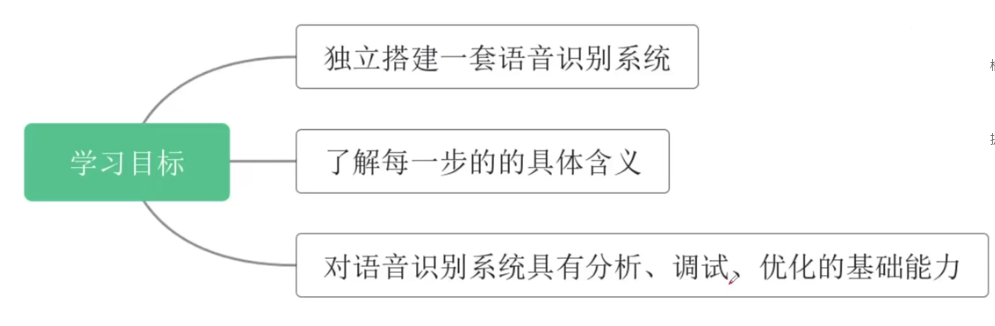 独立搭建一套语音识别系统
学习目标
了解每一步的的具体含义
对语音识别系统具有分析、调试、优化的基础能力